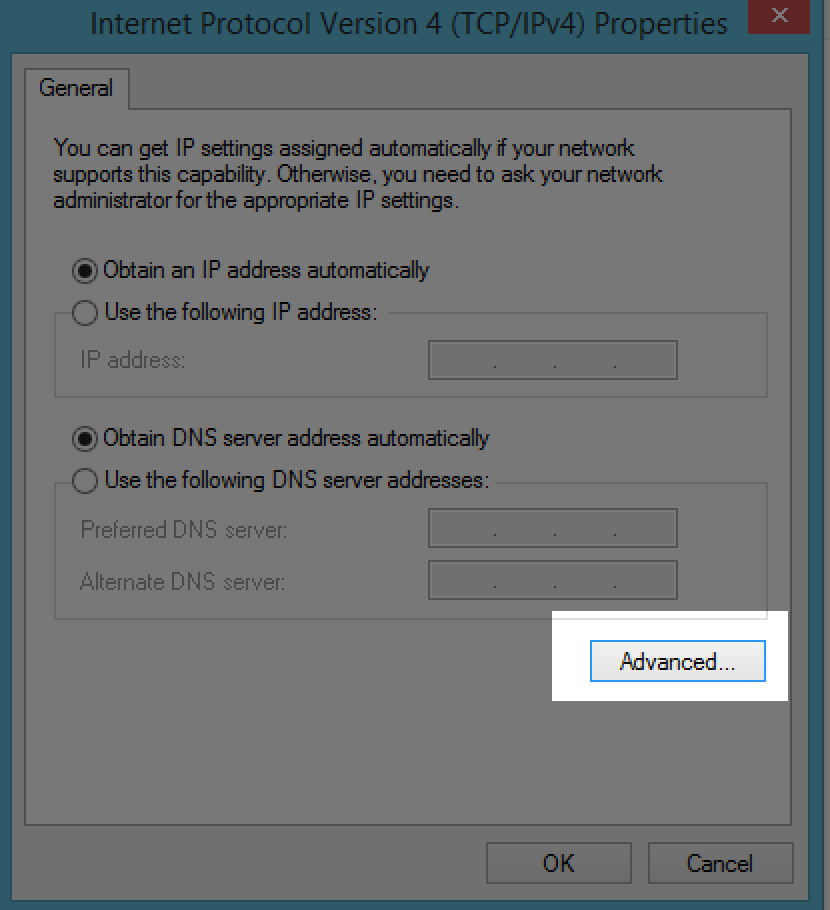 Internet Protocol Version 4 (TCP/IPv4) Properties
General
You can get IP settings assigned automatically if your network
supports this capability. Otherwise, you need to ask your network
administrator for the appropriate IP settings.
Obtain an IP address automatically
Use the following IP address:
IP address:
Obtain DNS server address automatically
Use the following DNS server addresses:
Preferred DNS server:
Alternate DNS server:
Advanced...
OK
Cancel